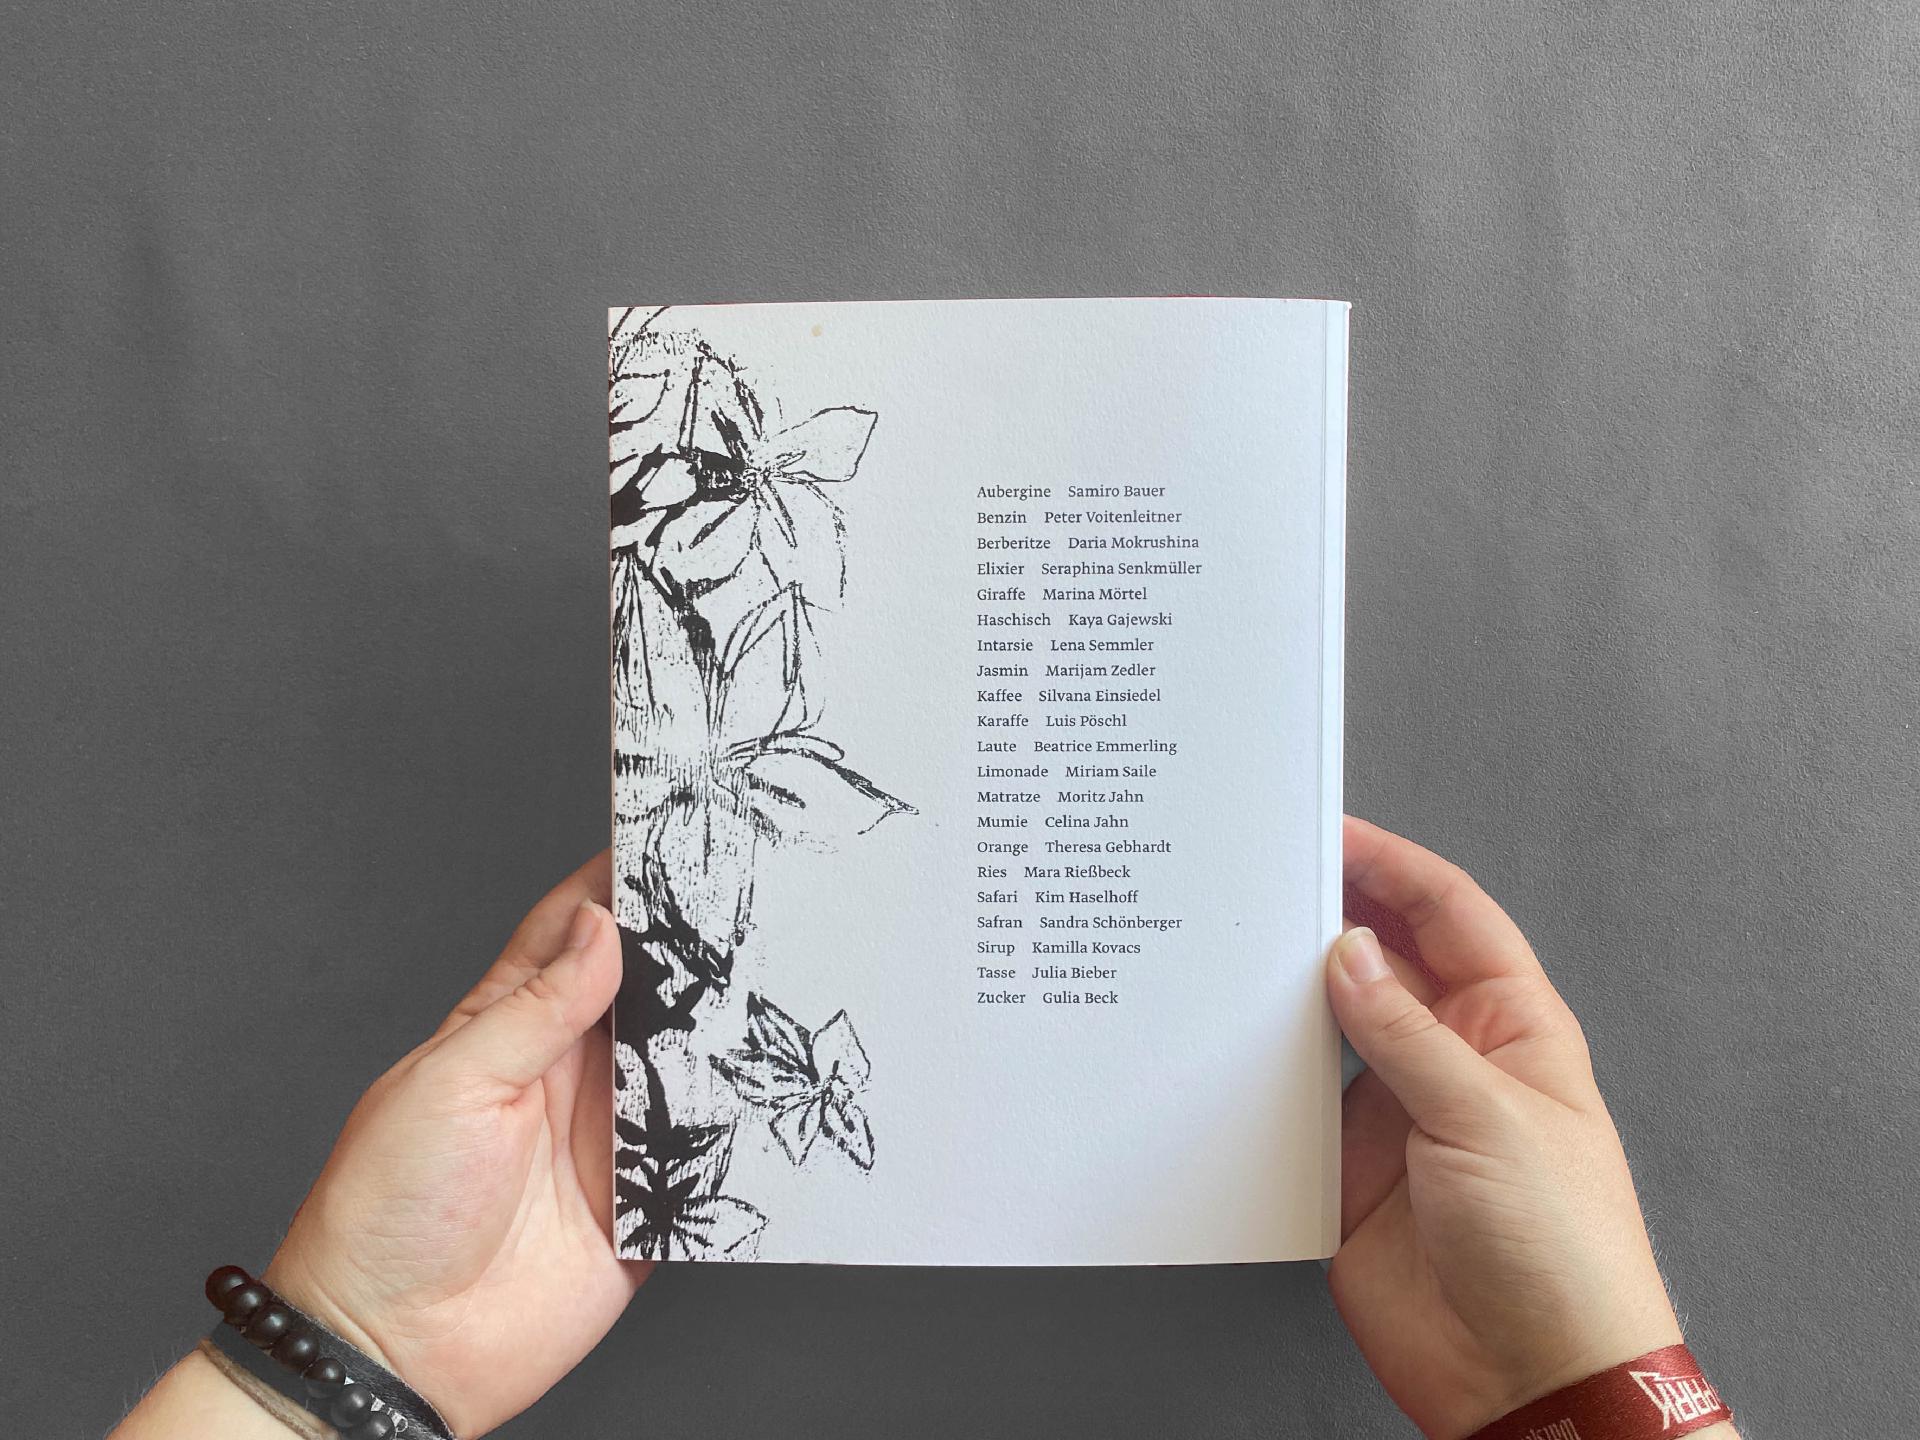 Aubergine Samiro Bauer
Benzin Peter Voitenleitner
Berberitze Daria Mokrushina
Elixier Seraphina Senkmüller
Giraffe Marina Mörtel
Haschisch Kaya Gajewski
Intarsie Lena Semmler
Jasmin Marijam Zedler
Kaffee Silvana Einsiedel
Karaffe Luis Pöschl
Laute Beatrice Emmerling
Limonade Miriam Saile
Matratze Moritz Jahn
Mumie Celina Jahn
Orange Theresa Gebhardt
Ries Mara Rießbeck
Safari Kim Haselhoff
Safran Sandra Schönberger
Sirup Kamilla Kovacs
Tasse Julia Bieber
Zucker Gulia Beck
PARK